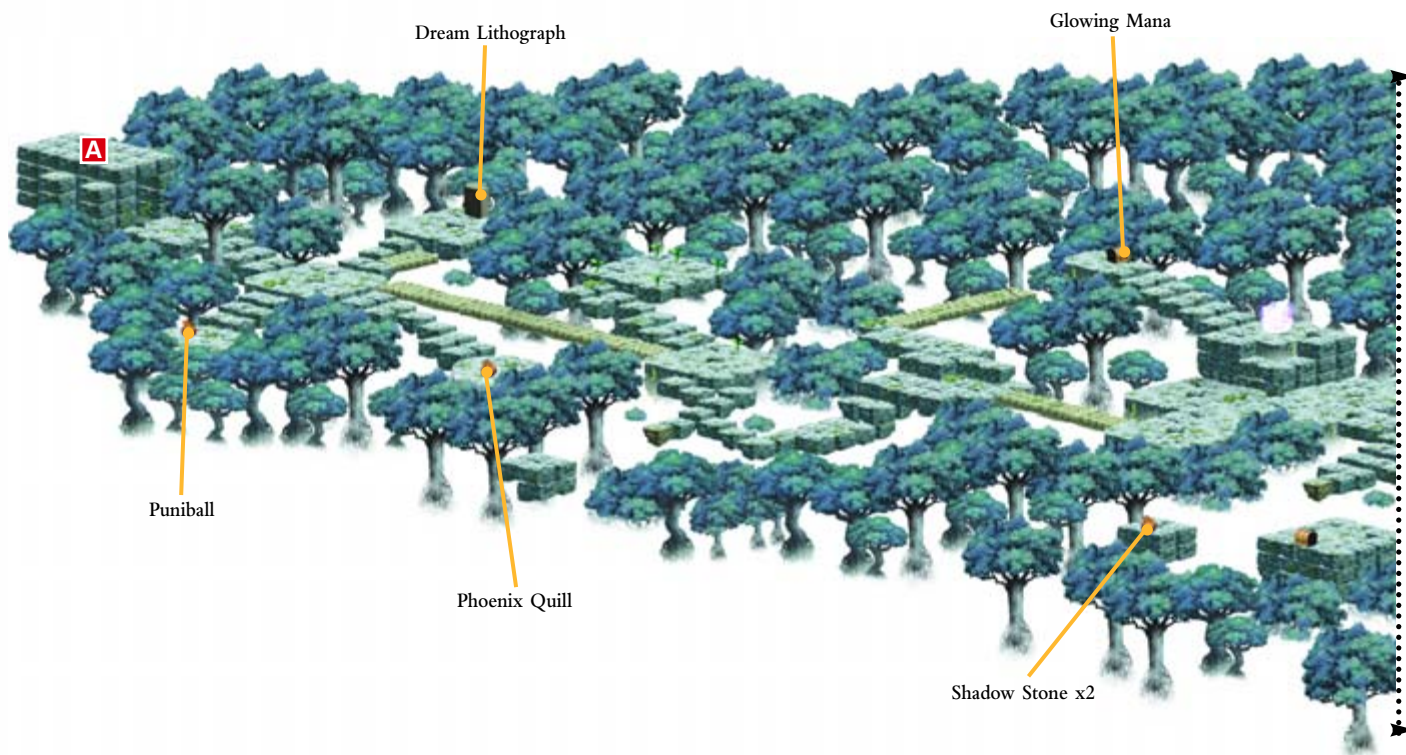 Glowing Mana
Dream Lithograph
A
Puniball
Phoenix Quill
Shadow Stone x2